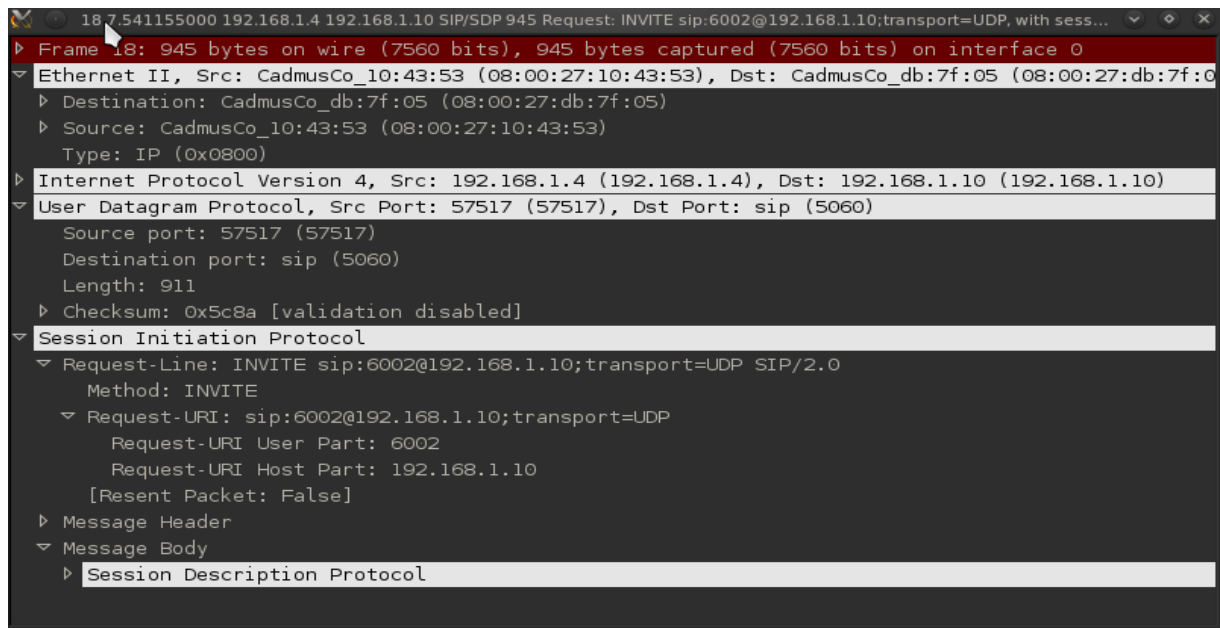 18 7.541155000 192.168.1.4 192.168.1.10 SIP/SDP 945 Request: INVITE sip:6002@192.168.1.10;transport=UDP, with sess...
Frame 18: 945 bytes on wire (7560 bits), 945 bytes captured (7560 bits) on interface 0
Ethernet II, Src: CadmusCo_10:43:53 (08:00:27:10:43:53), Dst: CadmusCo_db:7f:05 (08:00:27:db:7f:0
Destination: CadmusCo_db:7f:05 (08:00:27:db:7f:05)
Source: CadmusCo_10:43:53 (08:00:27:10:43:53)
Type: IP (0x0800)
Internet Protocol Version 4, Src: 192.168.1.4 (192.168.1.4), Dst: 192.168.1.10 (192.168.1.10)
User Datagram Protocol, Src Port: 57517 (57517), Dst Port: sip (5060)
Source port: 57517 (57517)
Destination port: sip (5060)
Length: 911
Checksum: 0x5c8a [validation disabled]
Session Initiation Protocol
Request-Line: INVITE sip:6002@192.168.1.10;transport=UDP SIP/2.0
Method: INVITE
Request-URI: sip:6002@192.168.1.10;transport=UDP
Request-URI User Part: 6002
Request-URI Host Part: 192.168.1.10
[Resent Packet: False]
Message Header
Message Body
Session Description Protocol